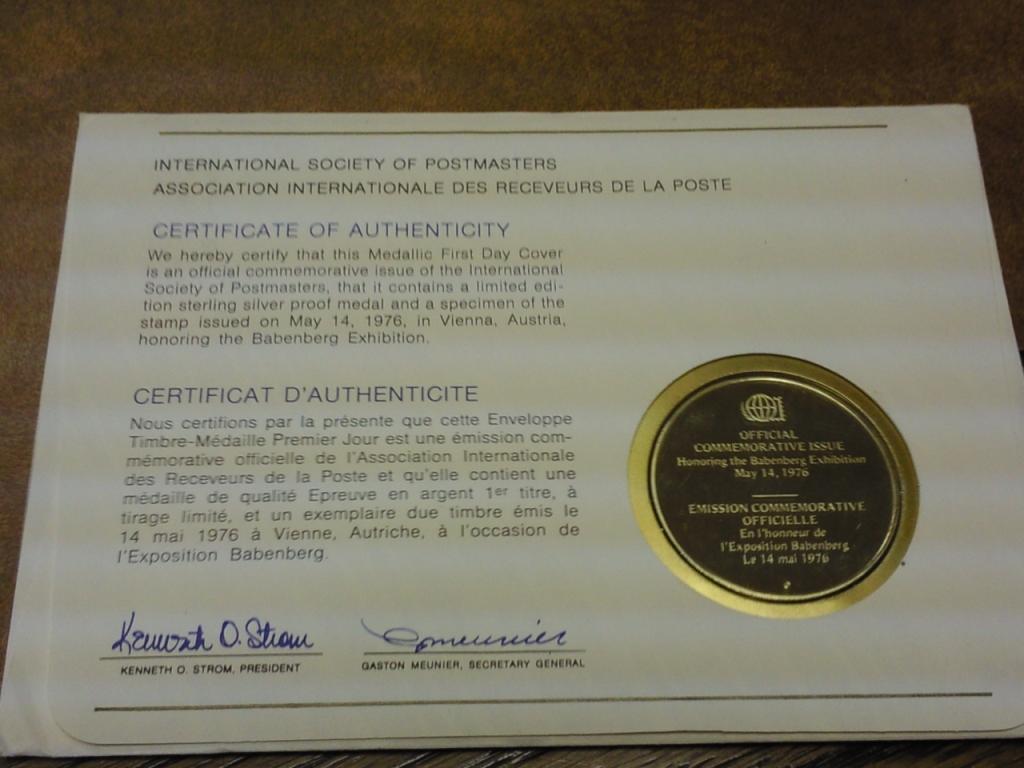 INTERNATIONAL SOCIETY OF POSTMASTERS
ASSOCIATION INTERNATIONALE DES RECEVEURS DE LA POSTE
CERTIFICATE OF AUTHENTICITY
We hereby certify that this Medallic First Day Cover
is an official commemorative issue of the International
Society of Postmasters, that it contains a limited edi-
tion sterling silver proof medal and a specimen of the
stamp issued on May 14, 1976, in Vienna, Austria,
honoring the Babenberg Exhibition.
CERTIFICAT D'AUTHENTICITE
Nous certifions par la présente que cette Enveloppe
Timbre-Médaille Premier Jour est une émission com-
mémorative officielle de l'Association Internationale
des Receveurs de la Poste et qu'elle contient une
médaille de qualité Epreuve en argent 1er titre, à
tirage limité, et un exemplaire due timbre émis le
14 mai 1976 à Vienne, Autriche, à l'occasion de
l'Exposition Babenberg.
Kenneth O. Strom
KENNETH O. STROM, PRESIDENT
GMeunier
GASTON MEUNIER, SECRETARY GENERAL
OFFICIAL
COMMEMORATIVE ISSUE
Honoring the Babenberg Exhibition
May 14, 1976
EMISSION COMMEMORATIVE
OFFICIELLE
En l'honneur de
l'Exposition Babenberg
Le 14 mai 1976